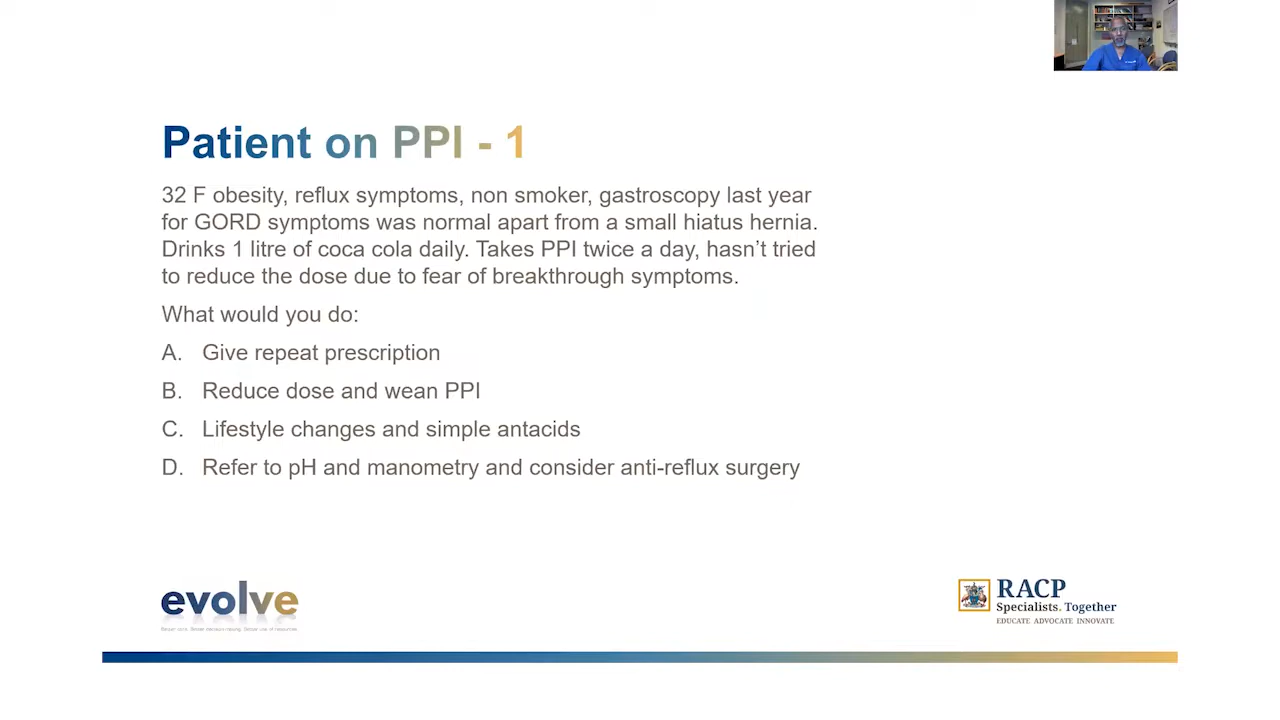 Patient on PPI - 1
32 F obesity, reflux symptoms, non smoker, gastroscopy last year
for GORD symptoms was normal apart from a small hiatus hernia.
Drinks 1 litre of coca cola daily. Takes PPI twice a day, hasn’t tried
to reduce the dose due to fear of breakthrough symptoms.
What would you do:
A. Give repeat prescription
B. Reduce dose and wean PPI
C. Lifestyle changes and simple antacids
D. Refer to pH and manometry and consider anti-reflux surgery
evolve
RACP
Specialists. Together
EDUCATE ADVOCATE INNOVATE